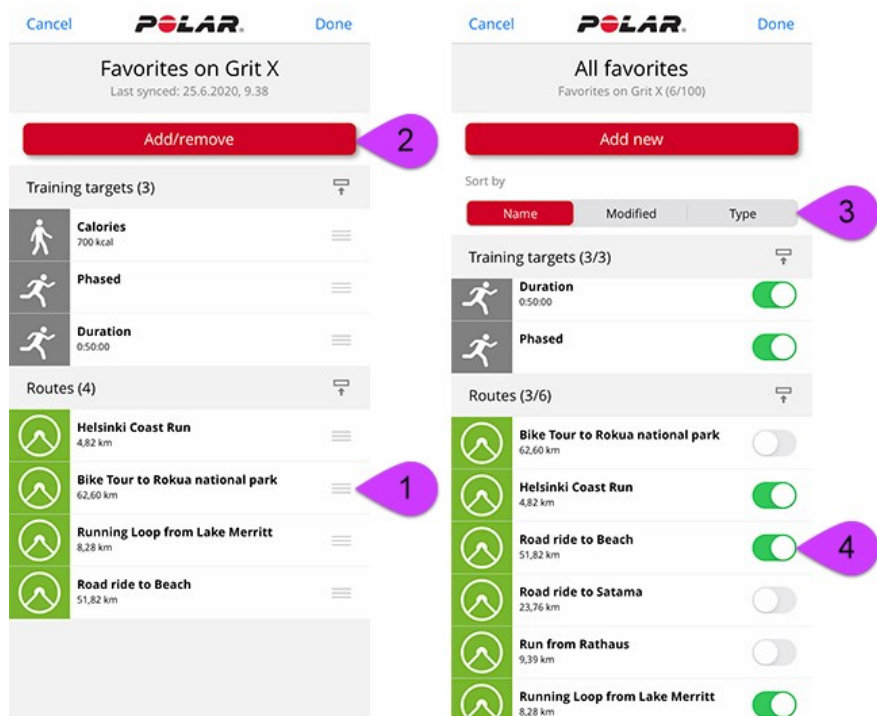 Cancel
POLAR.
Done
Favorites on Grit X
Last synced: 25.6.2020, 9.38
Add/remove
2
Training targets (3)
Calories
700 kcal
Phased
Duration
0:50:00
Routes (4)
Helsinki Coast Run
4,82 km
Bike Tour to Rokua national park
62,60 km
1
Running Loop from Lake Merritt
8,28 km
Road ride to Beach
51,82 km
Cancel
POLAR.
Done
All favorites
Favorites on Grit X (6/100)
Add new
Sort by
Name Modified Type
3
Training targets (3/3)
Duration
0:50:00
Phased
Routes (3/6)
Bike Tour to Rokua national park
62,60 km
Helsinki Coast Run
4,82 km
Road ride to Beach
51,82 km
4
Road ride to Satama
23,76 km
Run from Rathaus
9,39 km
Running Loop from Lake Merritt
8,28 km